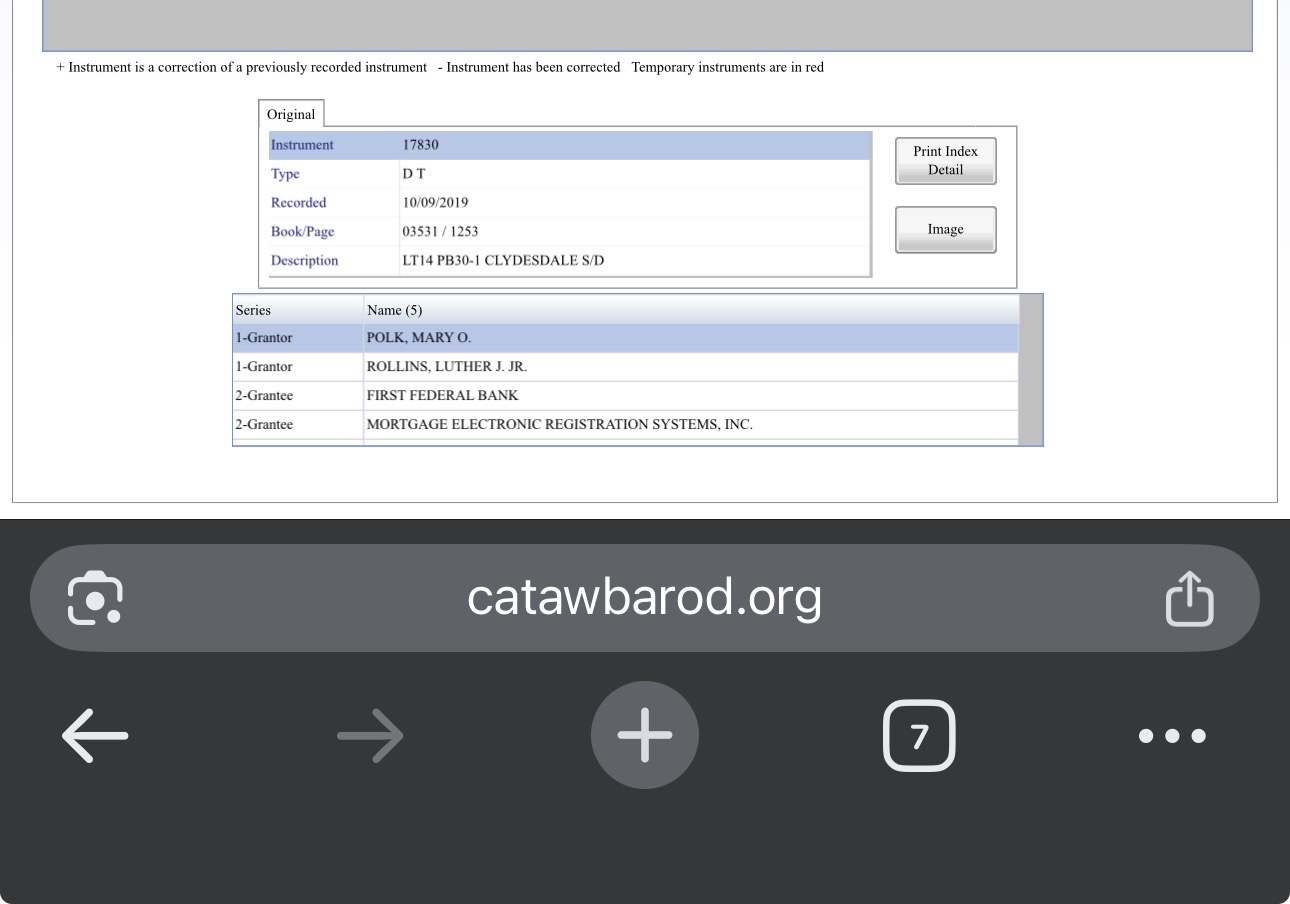 + Instrument is a correction of a previously recorded instrument - Instrument has been corrected Temporary instruments are in red
Original
Instrument 17830
Type D T
Recorded 10/09/2019
Book/Page 03531 / 1253
Description LT14 PB30-1 CLYDESDALE S/D
Print Index
Detail
Image
Series Name (5)
1-Grantor POLK, MARY O.
1-Grantor ROLLINS, LUTHER J. JR.
2-Grantee FIRST FEDERAL BANK
2-Grantee MORTGAGE ELECTRONIC REGISTRATION SYSTEMS, INC.
catawbarod.org
7